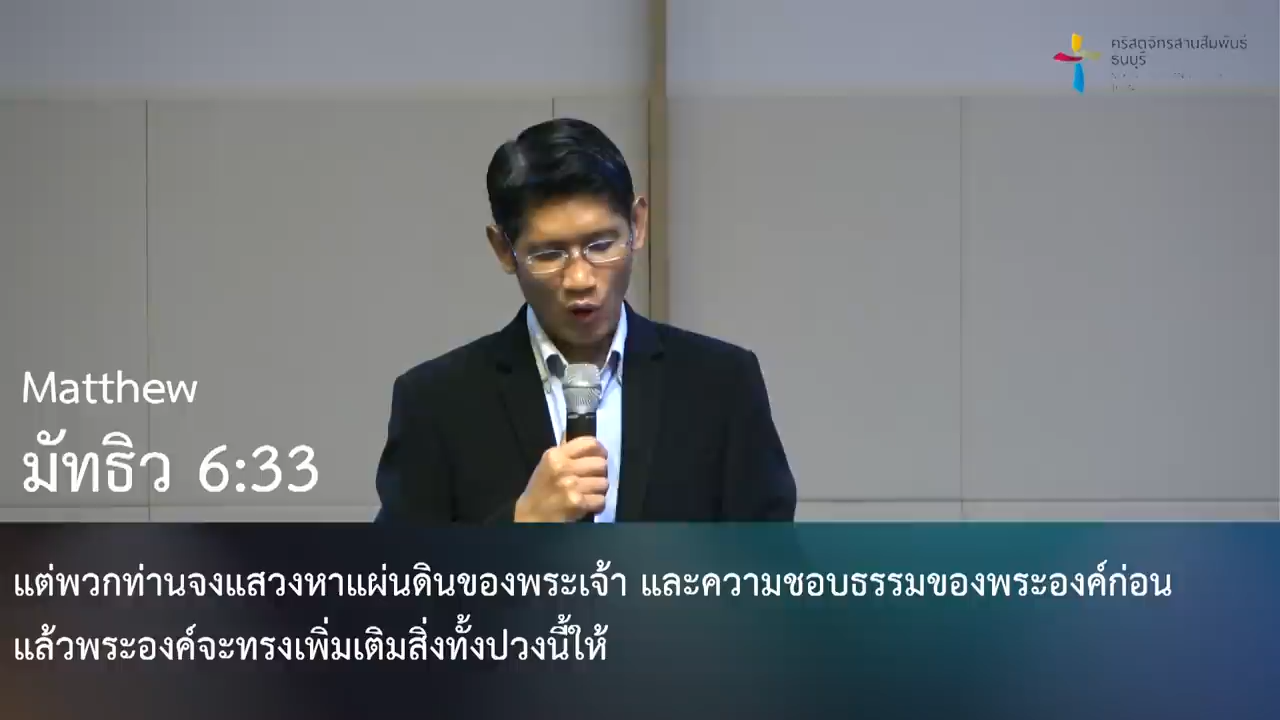 คริสตจักรสานสัมพันธ์
ธนบุรี
Matthew
มัทธิว 6:33
แต่พวกท่านจงแสวงหาแผ่นดินของพระเจ้า และความชอบธรรมของพระองค์ก่อน
แล้วพระองค์จะทรงเพิ่มเติมสิ่งทั้งปวงนี้ให้